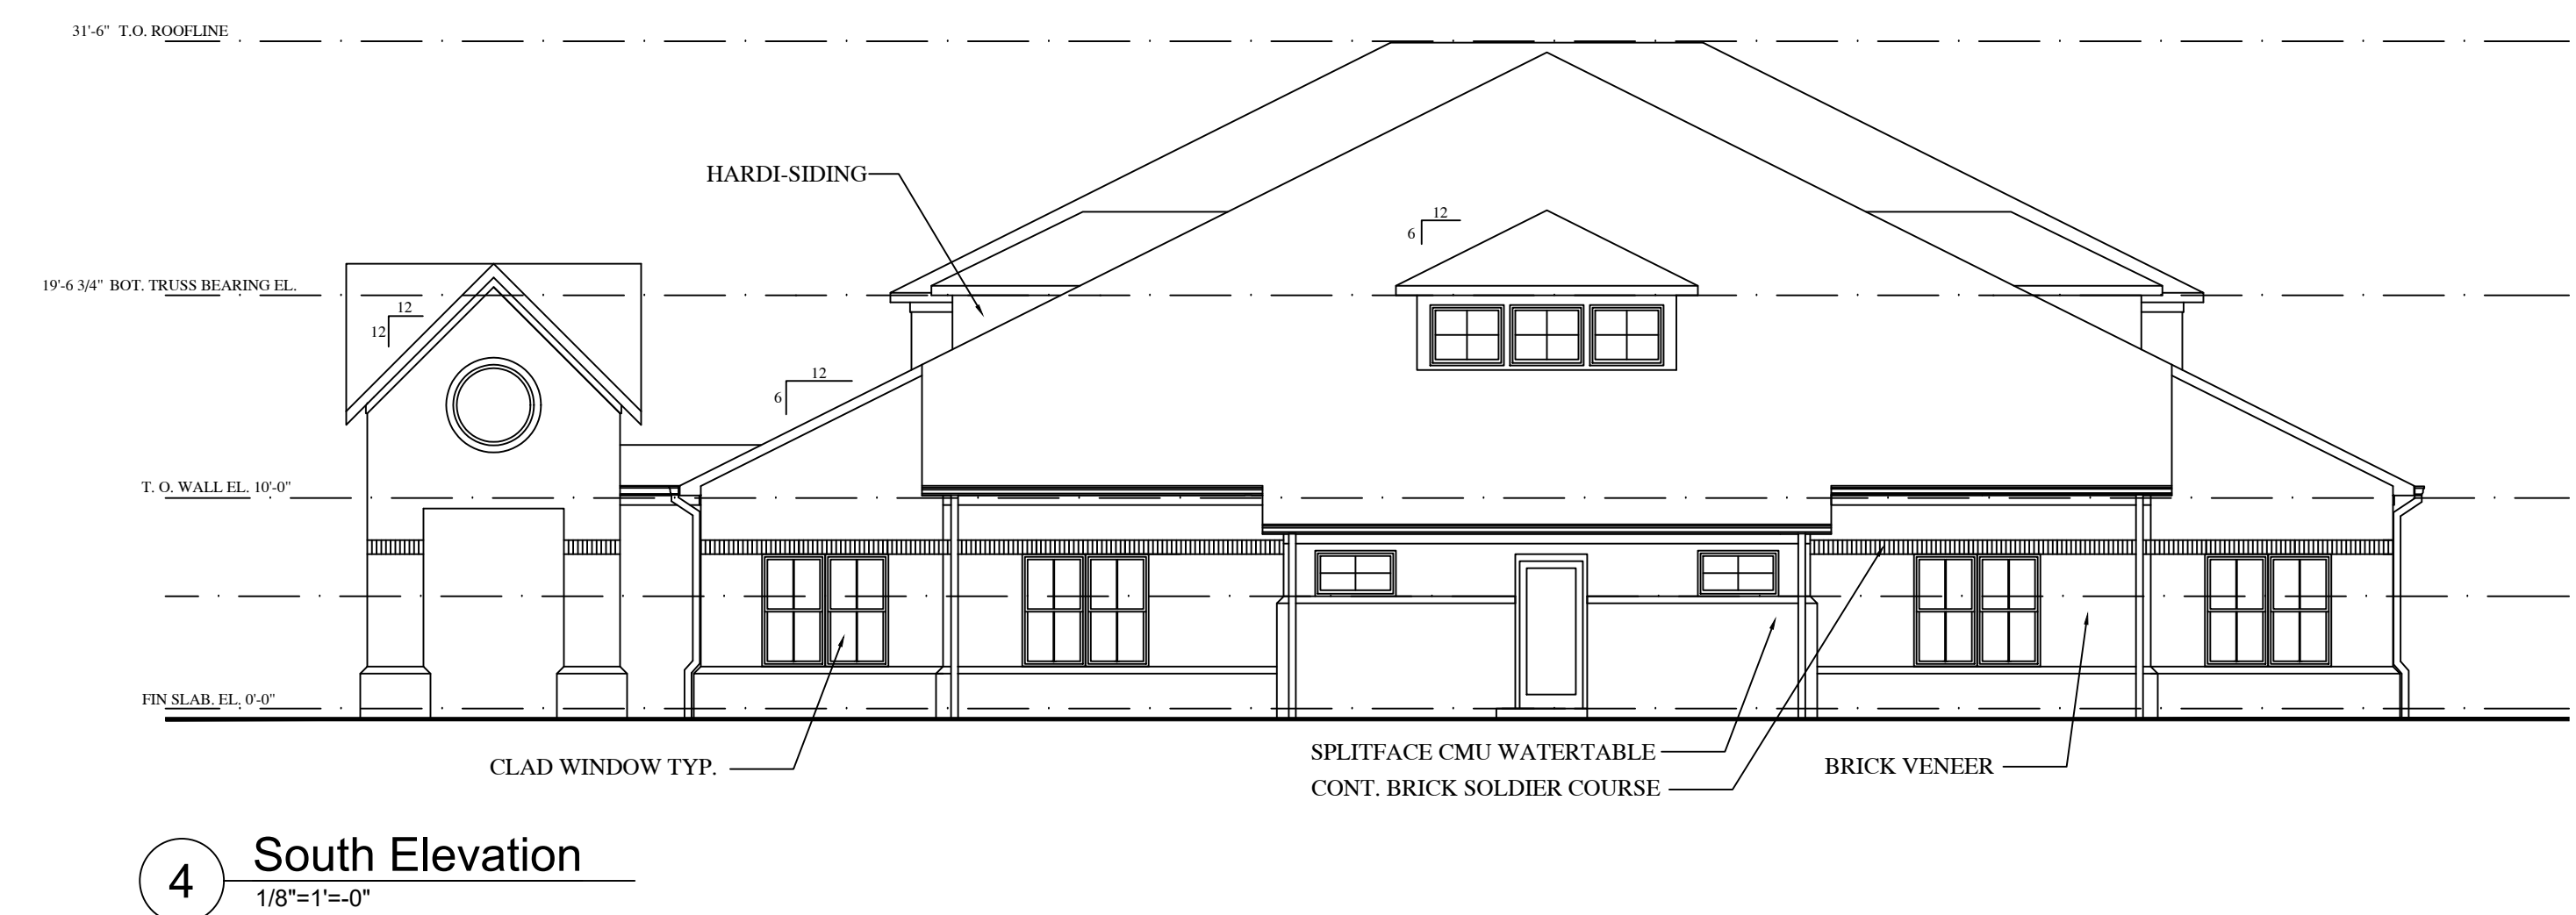 31'-6" T.O. ROOFLINE
HARDI-SIDING
12
6
19'-6 3/4" BOT. TRUSS BEARING EL.
12
12
12
6
T. O. WALL EL. 10'-0"
FIN SLAB. EL. 0'-0"
CLAD WINDOW TYP.
SPLITFACE CMU WATERTABLE
CONT. BRICK SOLDIER COURSE
BRICK VENEER
4
South Elevation
1/8"=1'=-0"